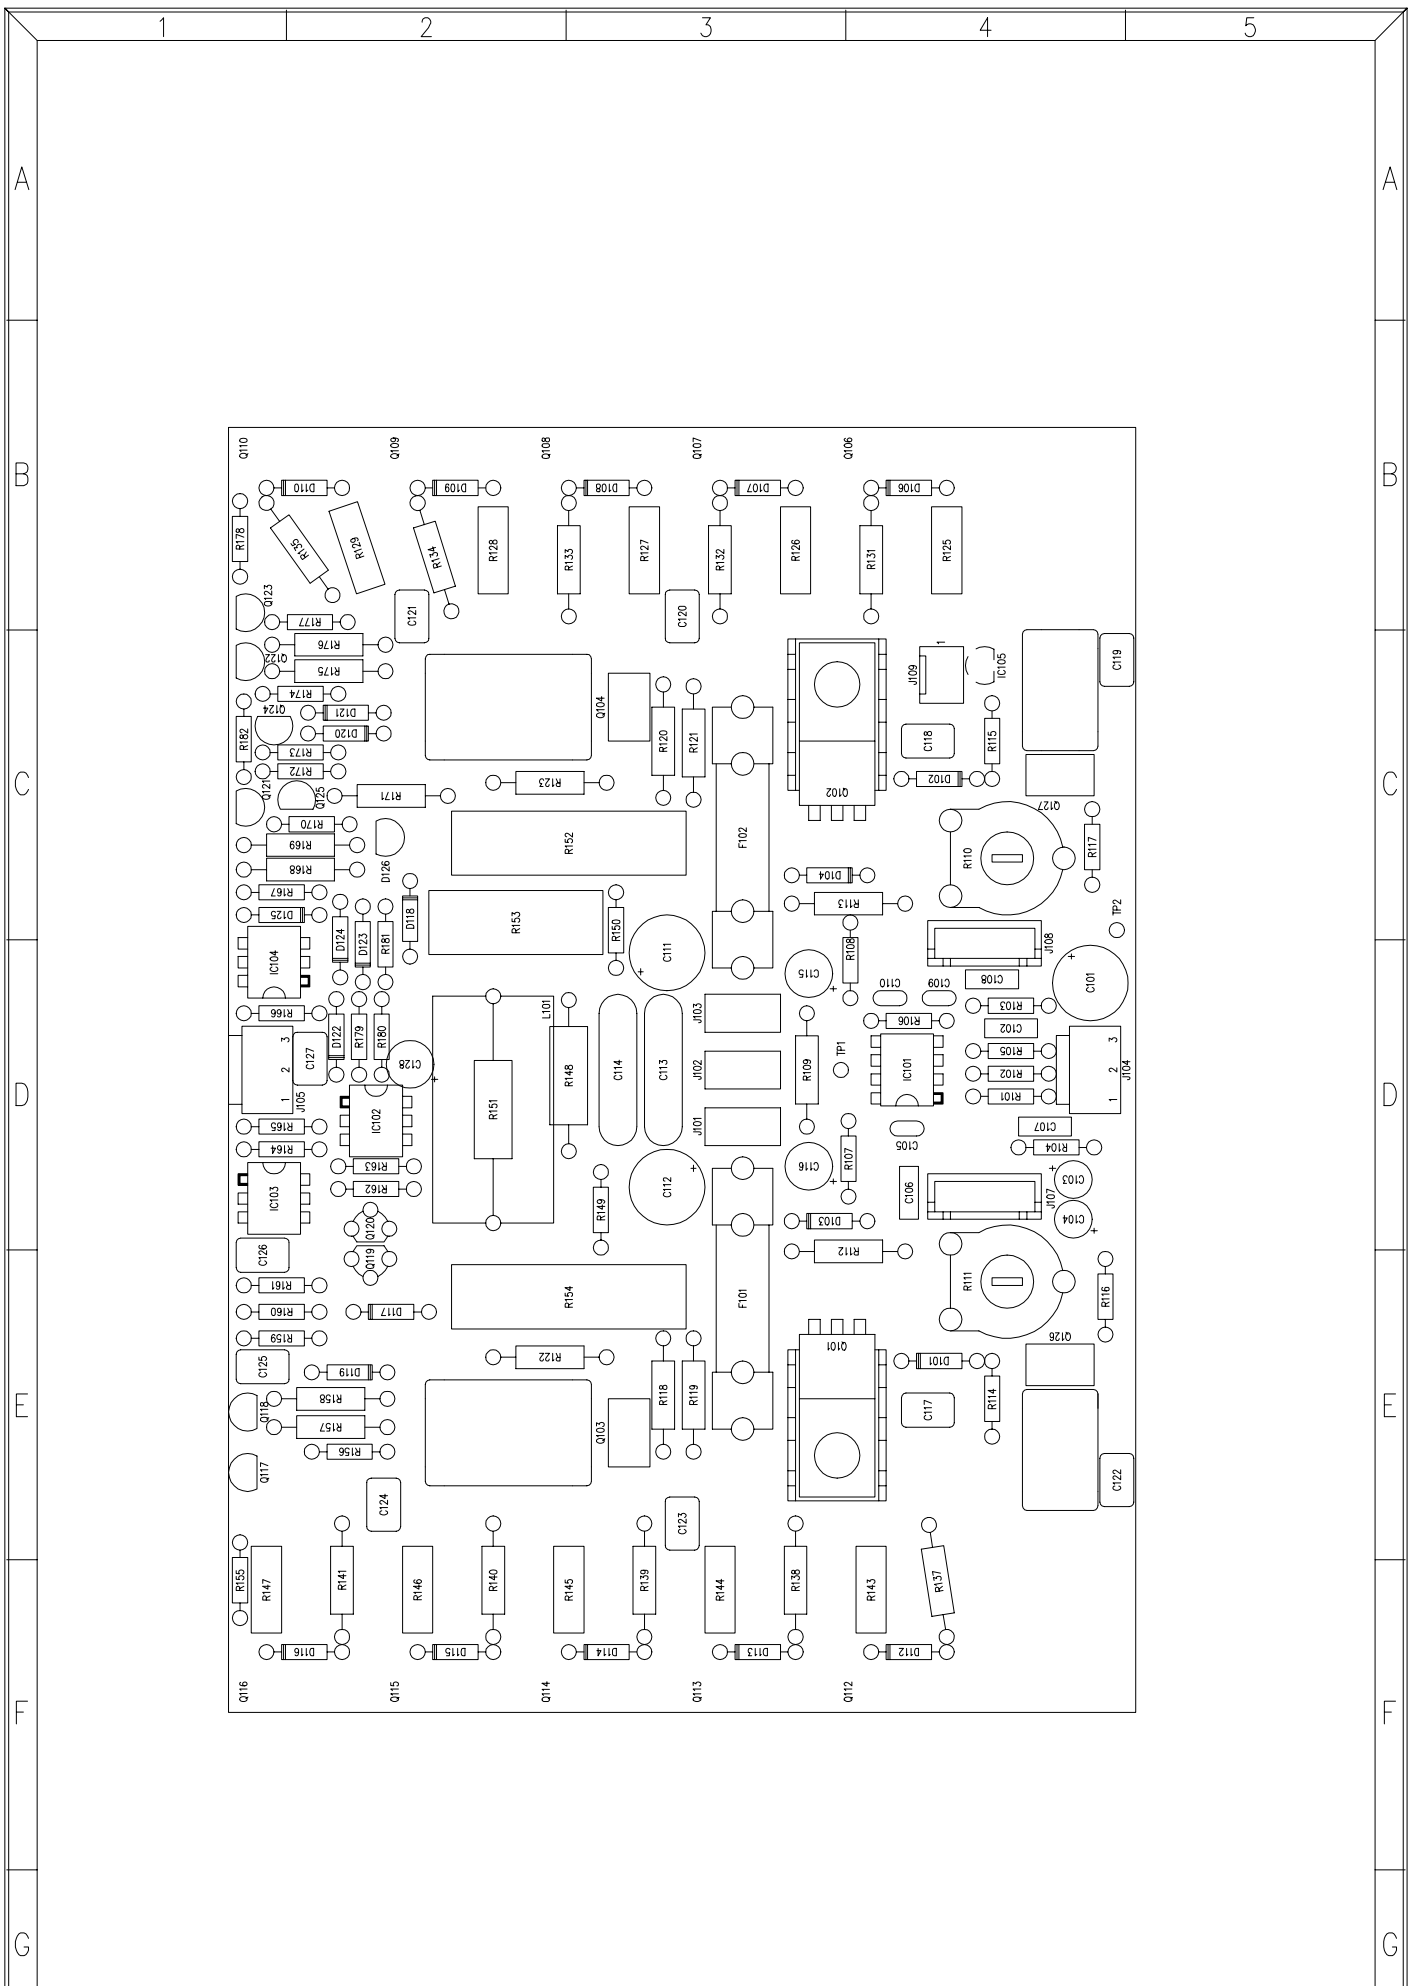 1 2 3 4 5
A A
B B
C C
D D
E E
F F
G G
Q110 Q109 Q108 Q107 Q106
D110 D109 D108 D107 D106
R178 R135 R129 R134 R128 R133 R127 R132 R126 R131 R125
Q123 R177 C121 C120
Q122 R176 R175 R174
Q124 D121 R182 D120 R173 R172
Q104 R120 R121 R123
J109 1 IC105 C119
C118 R115 D102
Q102 Q127
Q121 Q125 R171 R170 R169 R168 D126
R152 F102 R110 R117
R167 D125 D118 R153 R150 D104 R113
D124 D123 R181 C111 R108 J108 TP2
IC104 C115 C110 C109 C108 C101
R166 L101 J103 R106 R103 C102
3 2 1 J105 C127 D122 R179 R180 C128
R151 R148 C114 C113 J102 R109 TP1 IC101
R105 R102 R101 3 2 1 J104
R165 R164 IC102 J101 C105 C107 R104
R163 R162 C116 R107
IC103 C112 C106 J107 C103 C104
Q120 Q119 R149 D103 R112
C126 R161 R160 R159 D117 R154 F101 R111 R116
C125 D119 R122 Q101 D101 Q126
Q118 R158 R157 R156 R118 R119 C117 R114
Q117 Q103 C122
C124 C123
R155 R147 R141 R146 R140 R145 R139 R144 R138 R143 R137
D116 D115 D114 D113 D112
Q116 Q115 Q114 Q113 Q112